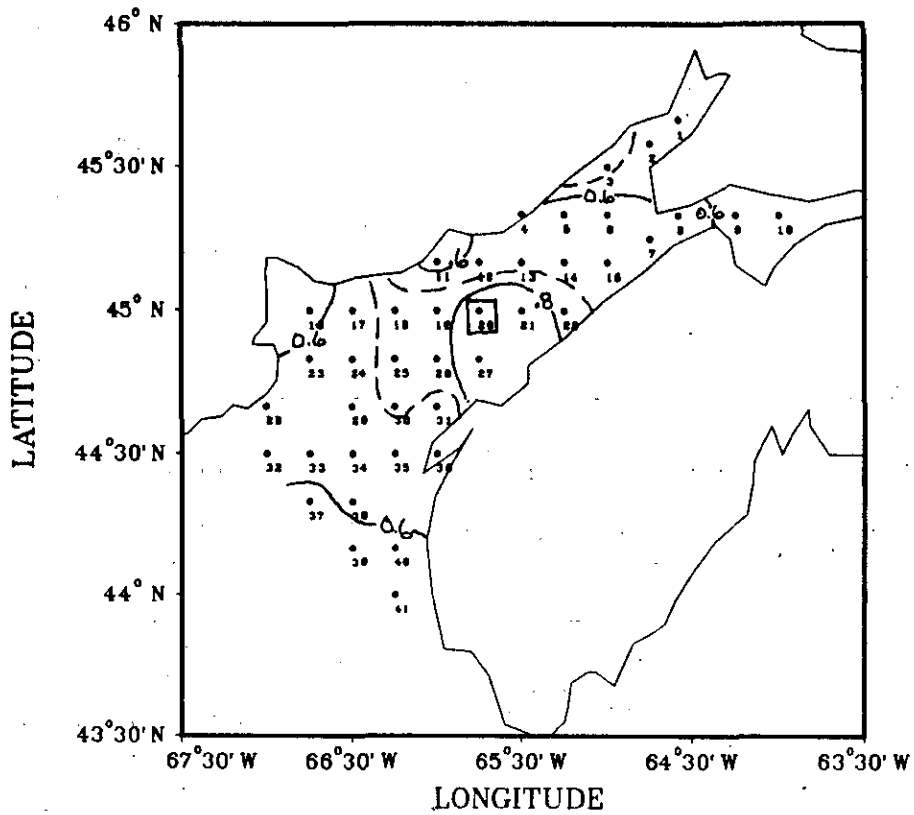 46° N
1
2
45°30' N
3
0.6
0.6
4 5 6 8 9 10
7
.6
11 12 13 14 15
.8
45° N
16 17 18 19 20 21 22
0.6
23 24 25 26 27
28 29 30 31
44°30' N
32 33 34 35 36
37 38
0.6
39 40
44° N
41
43°30' N
67°30' W 66°30' W 65°30' W 64°30' W 63°30' W
LATITUDE
LONGITUDE